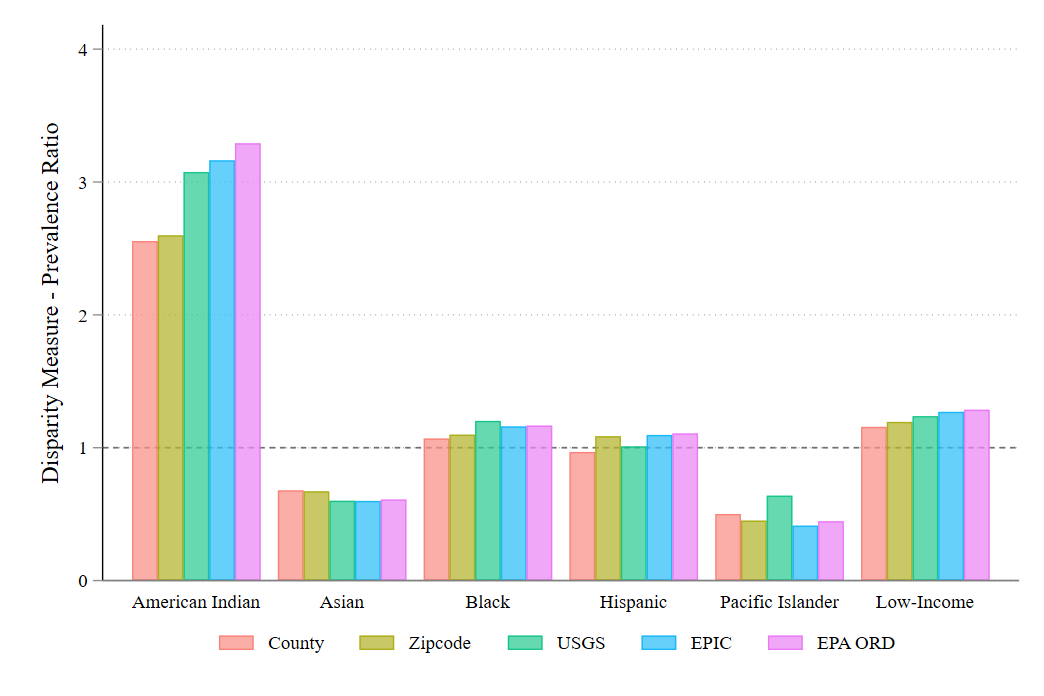 Disparity Measure - Prevalence Ratio
4
3
2
1
0
American Indian Asian Black Hispanic Pacific Islander Low-Income
County Zipcode USGS EPIC EPA ORD